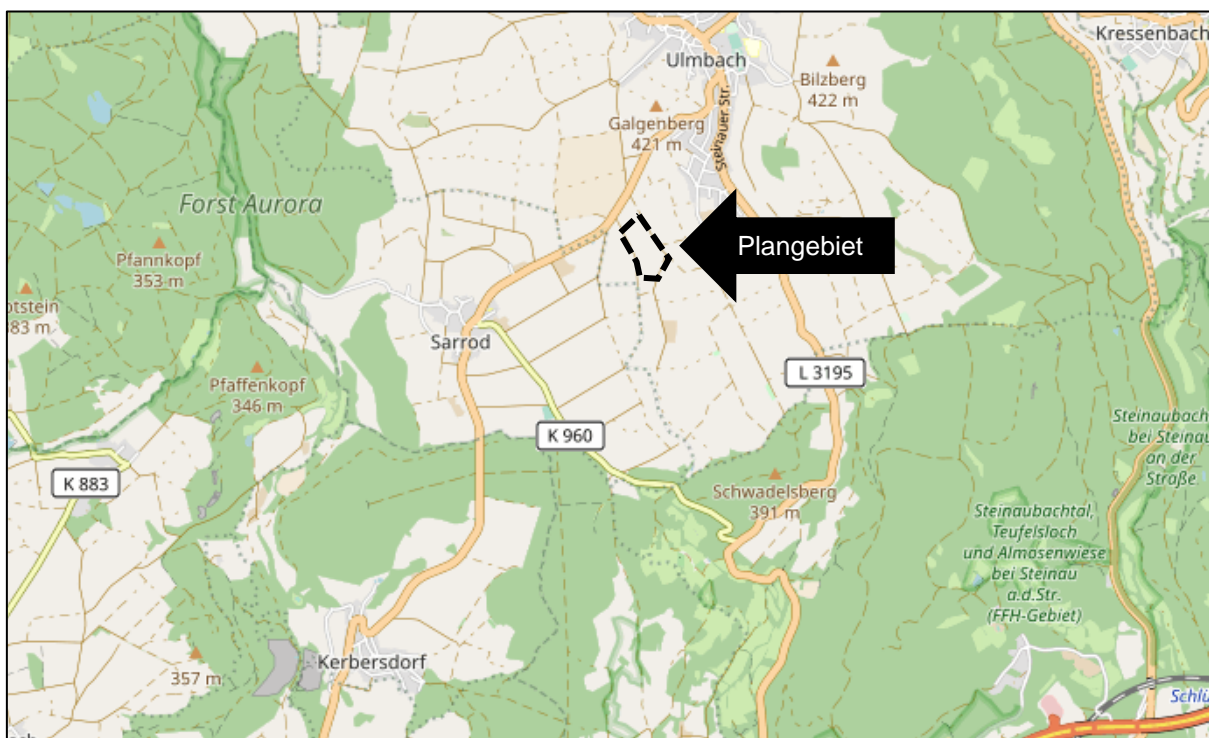 Kressenbach
Ulmbach
Bilzberg
422 m
Galgenberg
421 m
Steinauer Str.
Forst Aurora
Pfannkopf
353 m
Plangebiet
otstein
83 m
Sarrod
L 3195
Pfaffenkopf
346 m
K 960
Steinaubach
bei Steinau
an der
Straße
K 883
Schwadelsberg
391 m
Steinaubachtal,
Teufelsloch
und Almosenwiese
bei Steinau
a.d.Str.
(FFH-Gebiet)
Kerbersdorf
357 m
Schlü